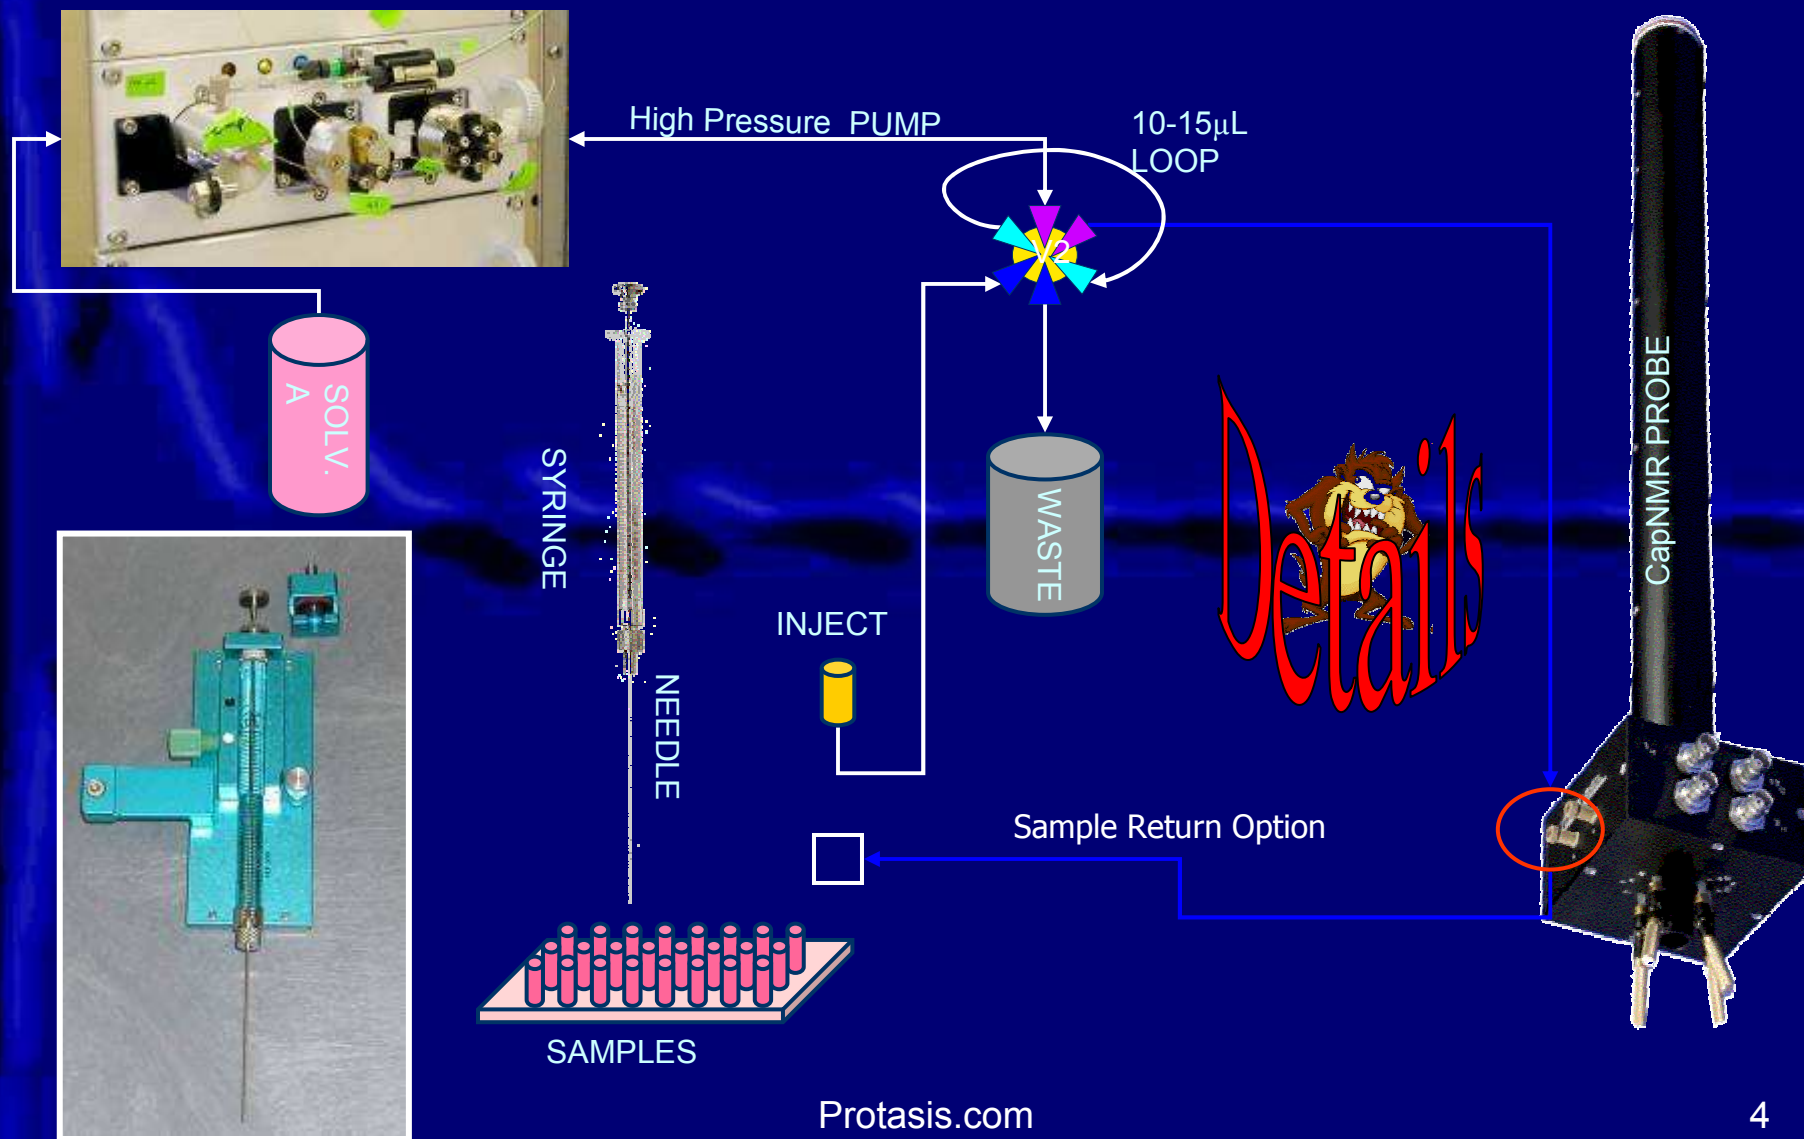 High Pressure PUMP
10-15µL
LOOP
V2
SOLV.
A
SYRINGE
NEEDLE
WASTE
INJECT
Details
CapNMR PROBE
Sample Return Option
SAMPLES
Protasis.com
4